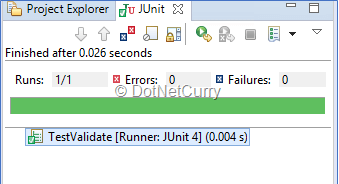 Project Explorer JUnit
Finished after 0.026 seconds
Runs: 1/1 Errors: 0 Failures: 0
© DotNetCurry
TestValidate [Runner: JUnit 4] (0.004 s)